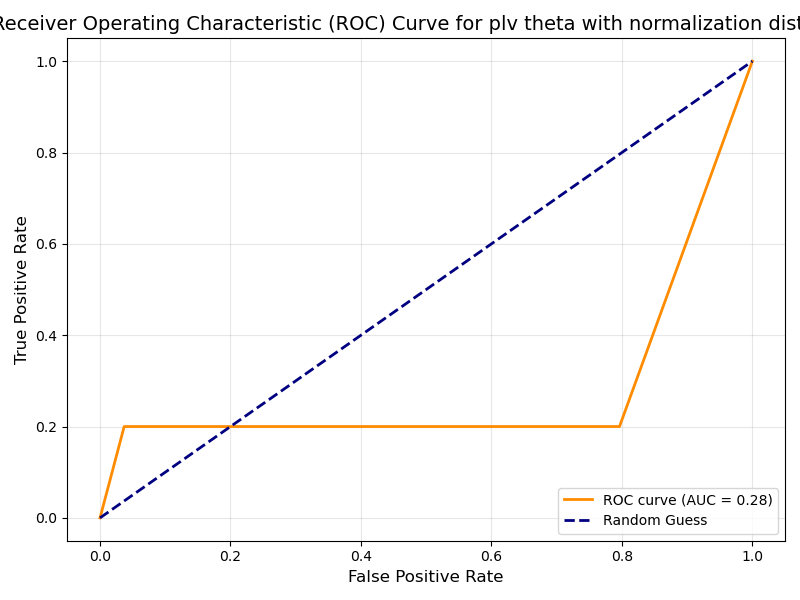 Receiver Operating Characteristic (ROC) Curve for plv theta with normalization dist
1.0
0.8
0.6
0.4
0.2
0.0
True Positive Rate
ROC curve (AUC = 0.28)
Random Guess
0.0 0.2 0.4 0.6 0.8 1.0
False Positive Rate